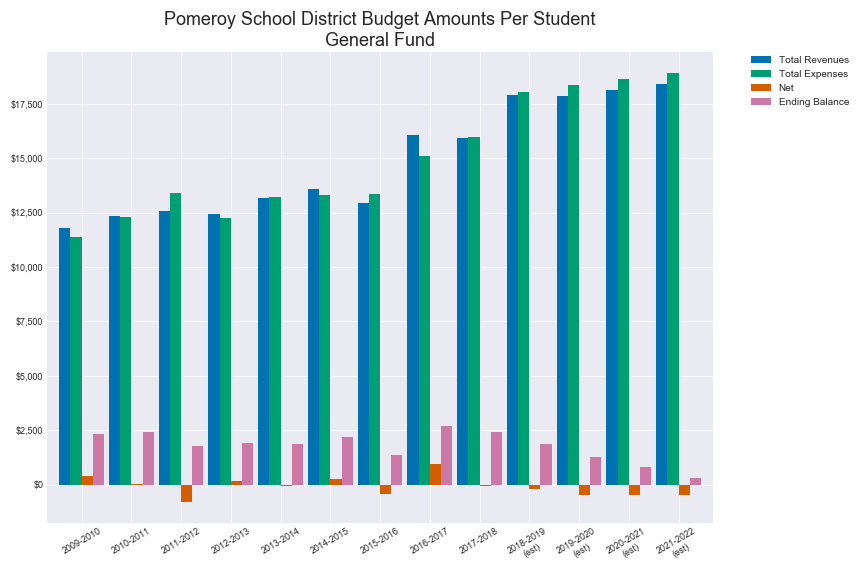 Pomeroy School District Budget Amounts Per Student
General Fund
Total Revenues
Total Expenses
Net
Ending Balance
$17,500
$15,000
$12,500
$10,000
$7,500
$5,000
$2,500
$0
2009-2010
2010-2011
2011-2012
2012-2013
2013-2014
2014-2015
2015-2016
2016-2017
2017-2018
2018-2019
(est)
2019-2020
(est)
2020-2021
(est)
2021-2022
(est)